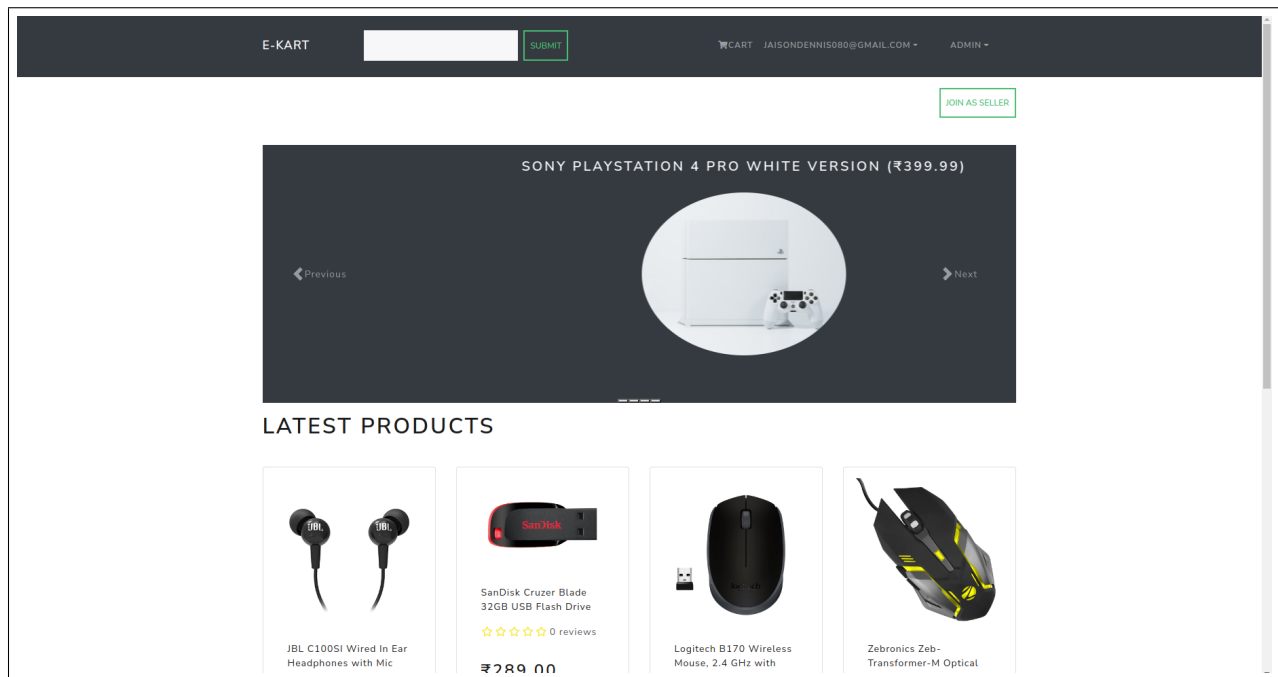 E-KART
SUBMIT
CART
JAISONDENNIS080@GMAIL.COM
ADMIN
JOIN AS SELLER
SONY PLAYSTATION 4 PRO WHITE VERSION (₹399.99)
Previous
Next
LATEST PRODUCTS
JBL
JBL
JBL C100SI Wired In Ear
Headphones with Mic
SanDisk
SanDisk Cruzer Blade
32GB USB Flash Drive
0 reviews
₹289.00
Logitech B170 Wireless
Mouse, 2.4 GHz with
Zebronics Zeb-
Transformer-M Optical